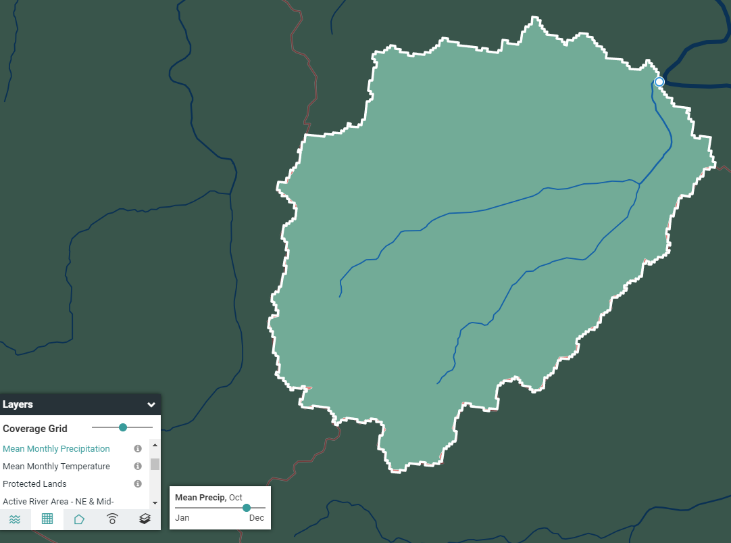 Layers
Coverage Grid
Mean Monthly Precipitation
Mean Monthly Temperature
Protected Lands
Active River Area - NE & Mid-
Mean Precip, Oct
Jan Dec